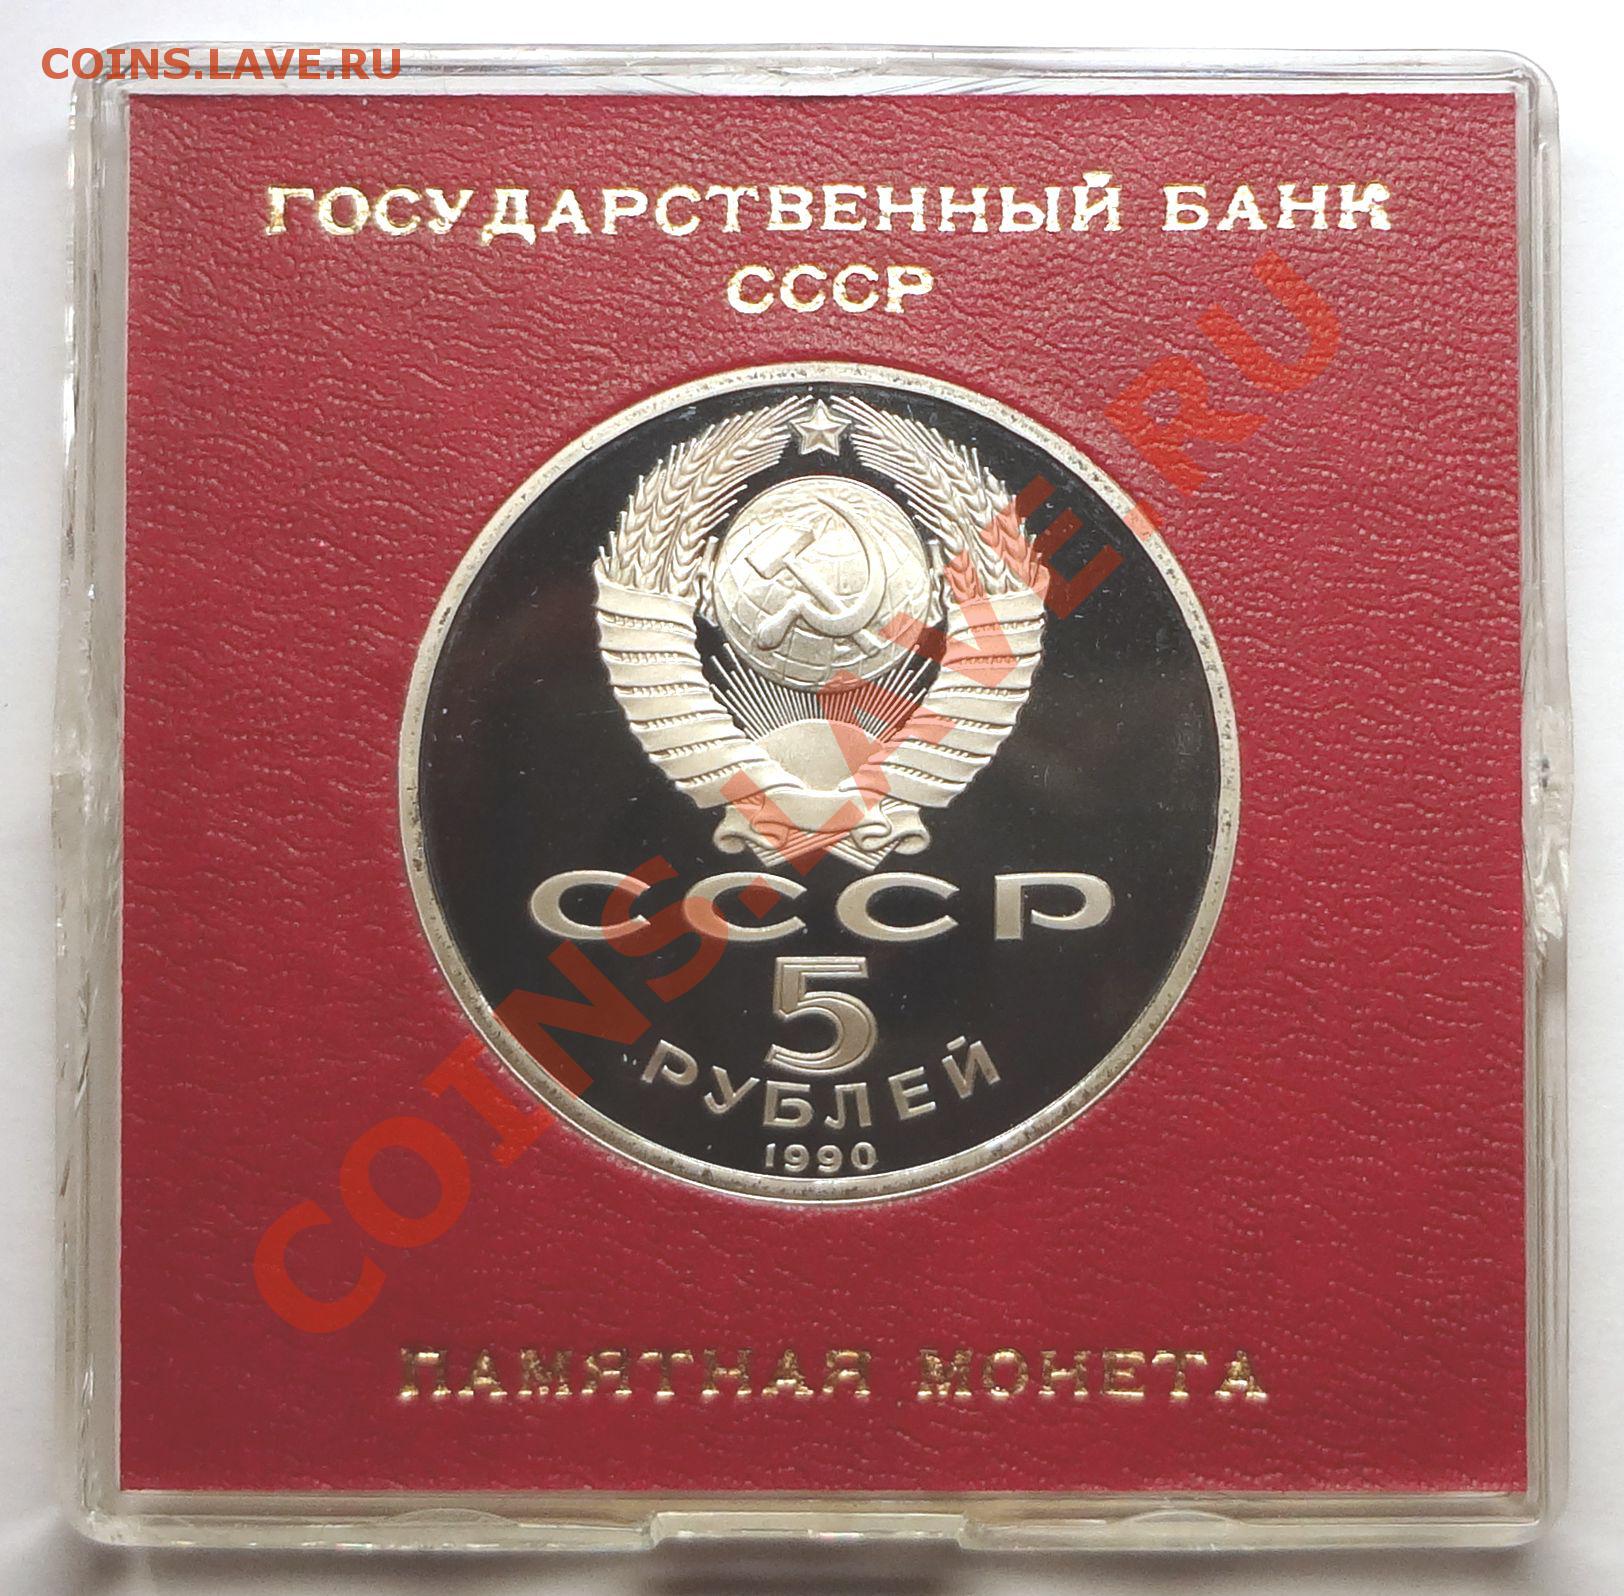 COINS.LAVE.RU
ГОСУДАРСТВЕННЫЙ БАНК
СССР
СССР
5
РУБЛЕЙ
1990
ПАМЯТНАЯ МОНЕТА
COINS.LAVE.RU